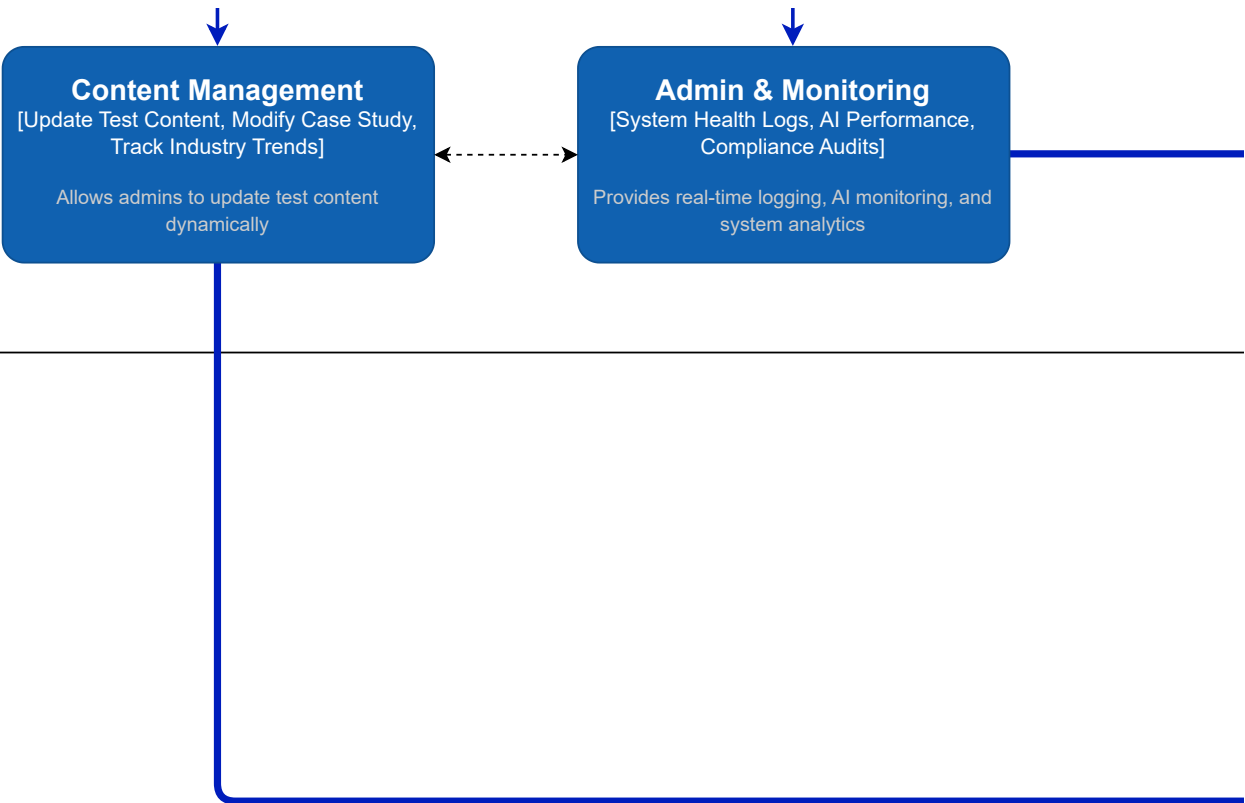 Content Management
[Update Test Content, Modify Case Study,
Track Industry Trends]
Allows admins to update test content
dynamically
Admin & Monitoring
[System Health Logs, AI Performance,
Compliance Audits]
Provides real-time logging, AI monitoring, and
system analytics